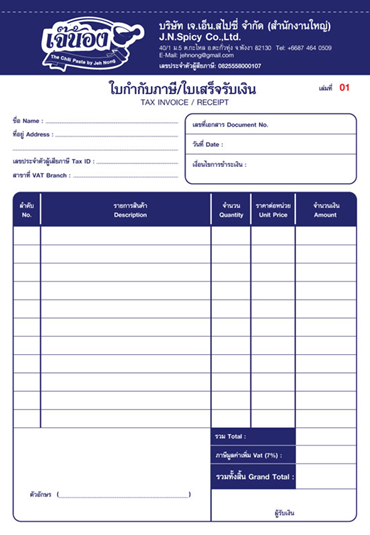 เจ๊น้อง
The Chili Paste by Jeh Nong
บริษัท เจ.เอ็น.สไปซี่ จำกัด (สำนักงานใหญ่)
J.N.Spicy Co.,Ltd.
40/1 ม.5 ต.กะไหล อ.ตะกั่วทุ่ง จ.พังงา 82130 Tel: +6687 464 0509
E-Mail: jehnong@gmail.com
เลขประจำตัวผู้เสียภาษี: 0825558000107
ใบกำกับภาษี/ใบเสร็จรับเงิน
TAX INVOICE / RECEIPT
เล่มที่ 01
ชื่อ Name :
ที่อยู่ Address :
เลขประจำตัวผู้เสียภาษี Tax ID :
สาขาที่ VAT Branch :
เลขที่เอกสาร Document No.
วันที่ Date :
เงื่อนไขการชำระเงิน :
ลำดับ รายการสินค้า จำนวน ราคาต่อหน่วย จำนวนเงิน
No. Description Quantity Unit Price Amount
รวม Total :
ภาษีมูลค่าเพิ่ม Vat (7%) :
รวมทั้งสิ้น Grand Total :
ตัวอักษร (                    )
ผู้รับเงิน